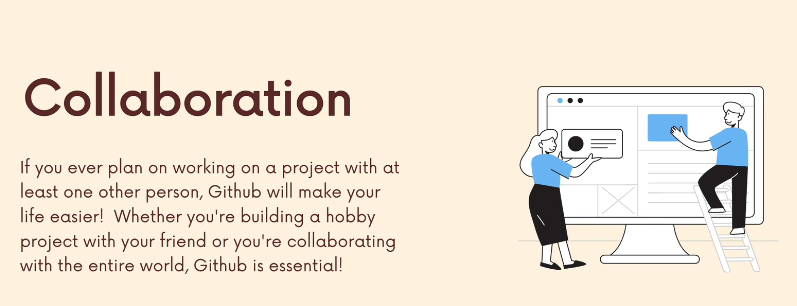 Collaboration
If you ever plan on working on a project with at
least one other person, Github will make your
life easier!  Whether you're building a hobby
project with your friend or you're collaborating
with the entire world, Github is essential!